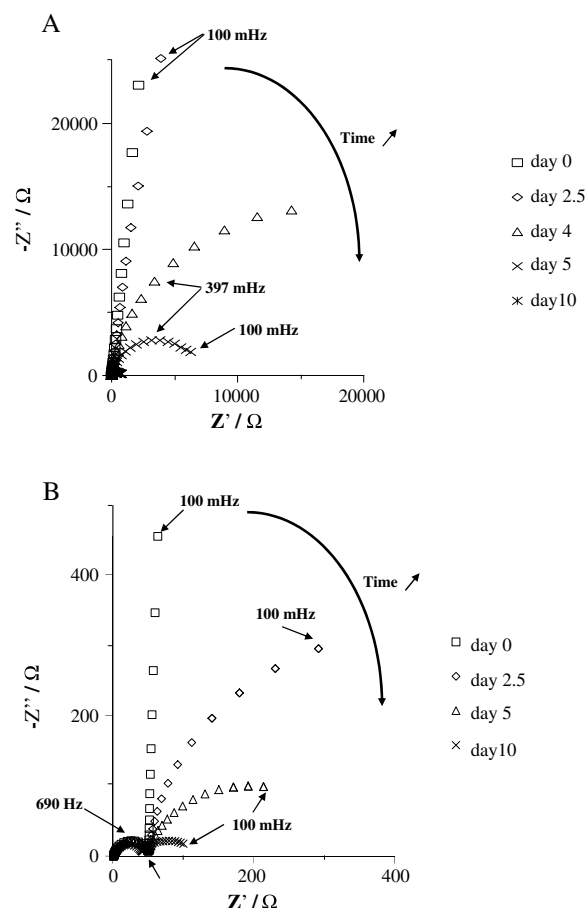 A
100 mHz
20000
Time ↗
-Z’’ / Ω
10000
397 mHz
100 mHz
0
0
10000
20000
Z’ / Ω
day 0
day 2.5
day 4
day 5
day10
B
100 mHz
400
Time ↗
100 mHz
-Z’’ / Ω
200
690 Hz
100 mHz
0
0
200
400
Z’ / Ω
day 0
day 2.5
day 5
day10